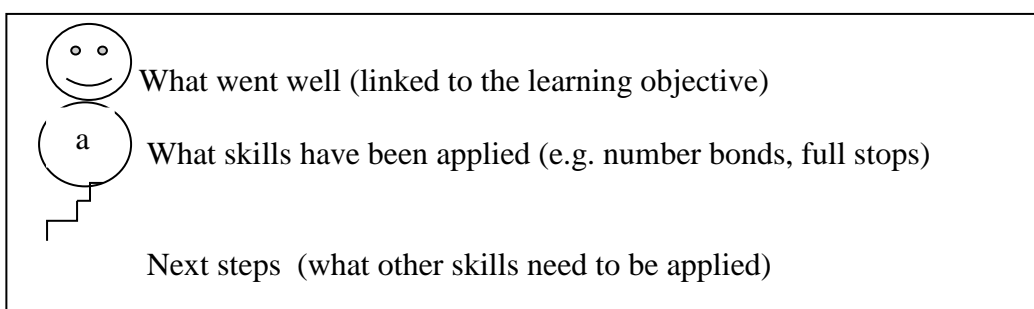 What went well (linked to the learning objective)
a
What skills have been applied (e.g. number bonds, full stops)
Next steps  (what other skills need to be applied)